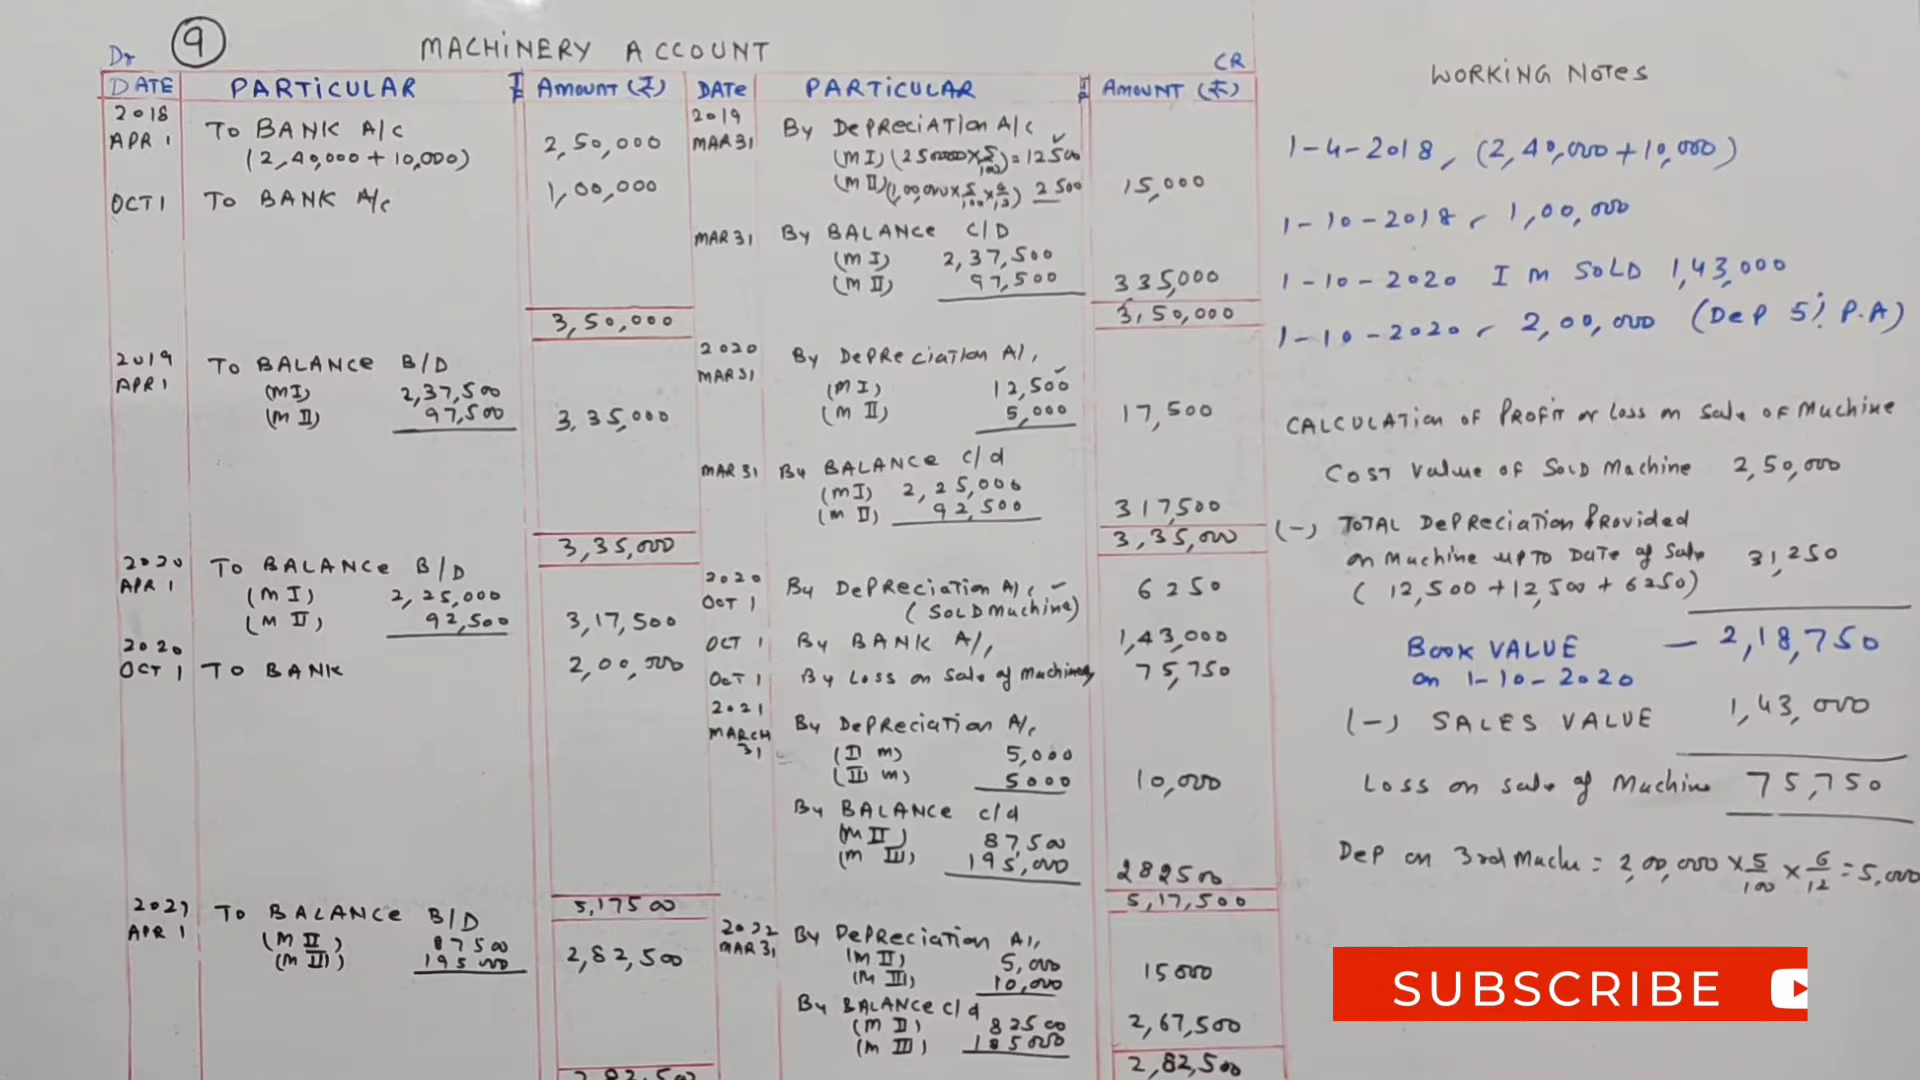 9
MACHINERY ACCOUNT
Dr
CR
DATE PARTICULAR Amount (₹) DATE PARTICULAR AMOUNT (₹)
2018
APR 1 TO BANK A/c 2,50,000
(2,40,000 + 10,000)
OCT 1 TO BANK A/c 1,00,000
3,50,000
2019
APR 1 TO BALANCE B/D
(M I) 2,37,500
(M II) 97,500 3,35,000
3,35,000
2020
APR 1 TO BALANCE B/D
(M I) 2,25,000
(M II) 92,500 3,17,500
2020
OCT 1 TO BANK 2,00,000
5,17500
2021
APR 1 TO BALANCE B/D
(M II) 87500
(M III) 195000 2,82,500
2,82,500
2019
MAR 31 By DEPRECIATION A/c
(M I) (250000 x 5/100) = 12500
(M II) (1,00,000 x 5/100 x 6/12) 2500 15,000
MAR 31 By BALANCE C/D
(M I) 2,37,500
(M II) 97,500 335,000
3,50,000
2020
MAR 31 By DEPRECIATION A/,
(M I) 12,500
(M II) 5,000 17,500
MAR 31 By BALANCE c/d
(M I) 2,25,000
(M II) 92,500 317,500
3,35,000
2020
OCT 1 By DEPRECIATION A/, 6250
(SOLD Machine)
OCT 1 By BANK A/, 1,43,000
OCT 1 By Loss on Sale of Machinery 75,750
2021
MARCH
31 By DEPRECIATION A/c
(II M) 5,000
(III M) 5000 10,000
By BALANCE c/d
(M II) 87,500
(M III) 195,000 282500
5,17,500
2022
MAR 31 By DEPRECIATION A/,
(M II) 5,000
(M III) 10,000 15000
By BALANCE c/d
(M II) 82500
(M III) 185000 2,67,500
2,82,500
WORKING NOTES
1-4-2018, (2,40,000 + 10,000)
1-10-2018, 1,00,000
1-10-2020 I M SOLD 1,43,000
1-10-2020, 2,00,000 (DEP 5% P.A)
CALCULATION OF PROFIT or Loss on Sale OF Machine
COST Value of SOLD Machine 2,50,000
(-) TOTAL DEPRECIATION PROVIDED
on Machine UP TO Date of Sale 31,250
(12,500 + 12,500 + 6250)
BOOK VALUE — 2,18,750
on 1-10-2020
(-) SALES VALUE 1,43,000
Loss on sale of Machine 75,750
Dep on 3rd Machi = 2,00,000 x 5/100 x 6/12 = 5,000
SUBSCRIBE